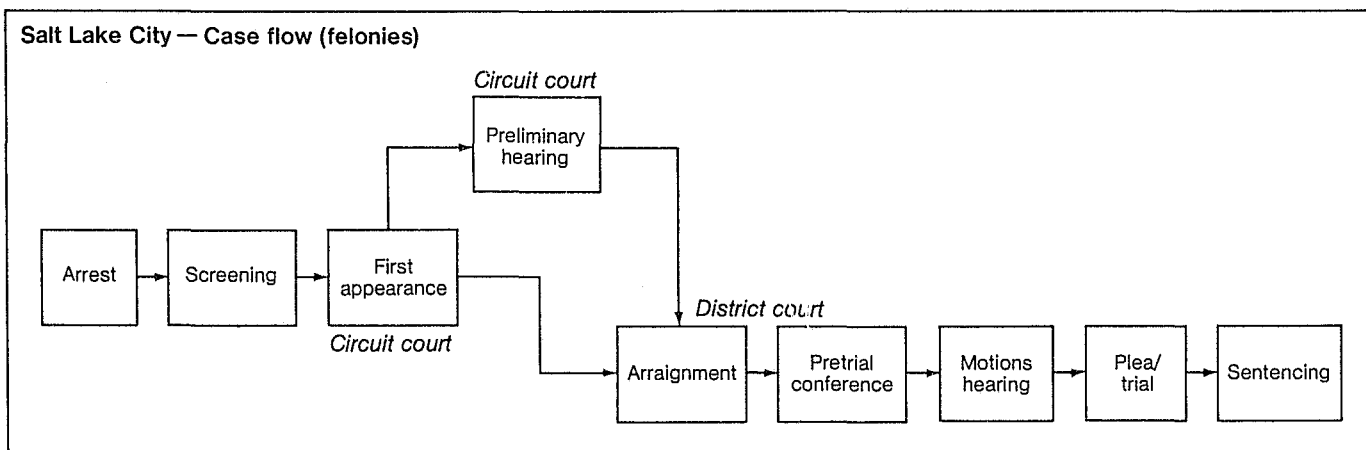 Salt Lake City — Case flow (felonies)
Circuit court
Preliminary
hearing
Arrest
Screening
First
appearance
Circuit court
District court
Arraignment
Pretrial
conference
Motions
hearing
Plea/
trial
Sentencing